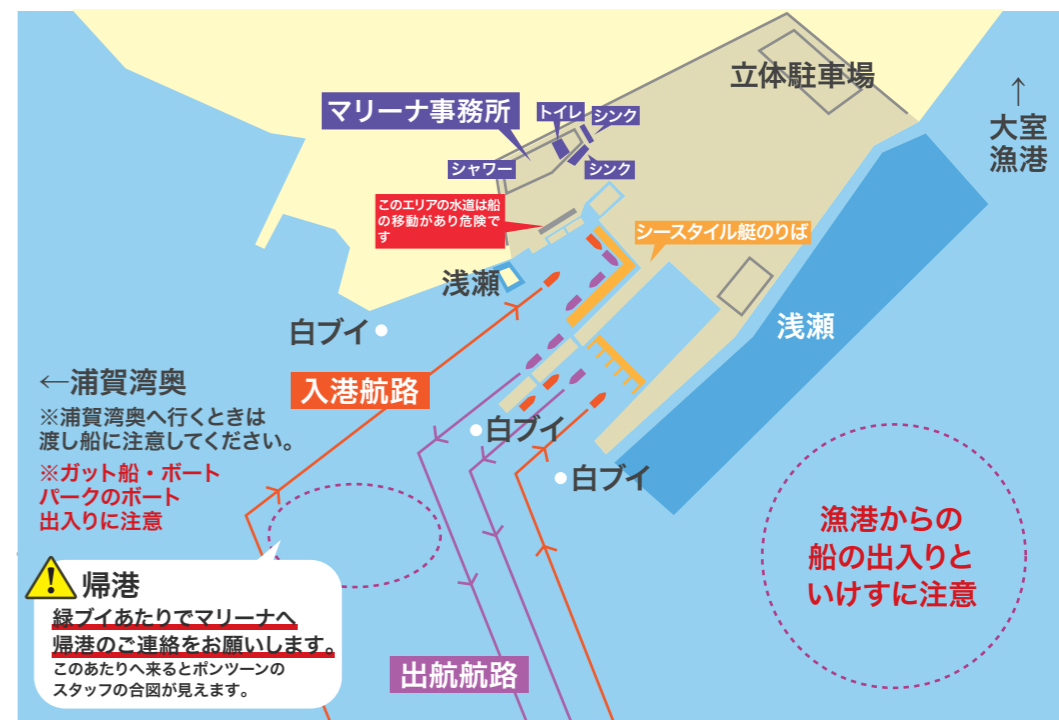 立体駐車場
↑
大室
漁港
マリーナ事務所
トイレ
シンク
シャワー
シンク
このエリアの水道は船
の移動があり危険で
す
シースタイル艇のりば
浅瀬
浅瀬
白ブイ
←浦賀湾奥
※浦賀湾奥へ行くときは
渡し船に注意してください。
※ガット船・ボート
パークのボート
出入りに注意
入港航路
白ブイ
白ブイ
漁港からの
船の出入りと
いけすに注意
帰港
緑ブイあたりでマリーナへ
帰港のご連絡をお願いします。
このあたりへ来るとポンツーンの
スタッフの合図が見えます。
出航航路